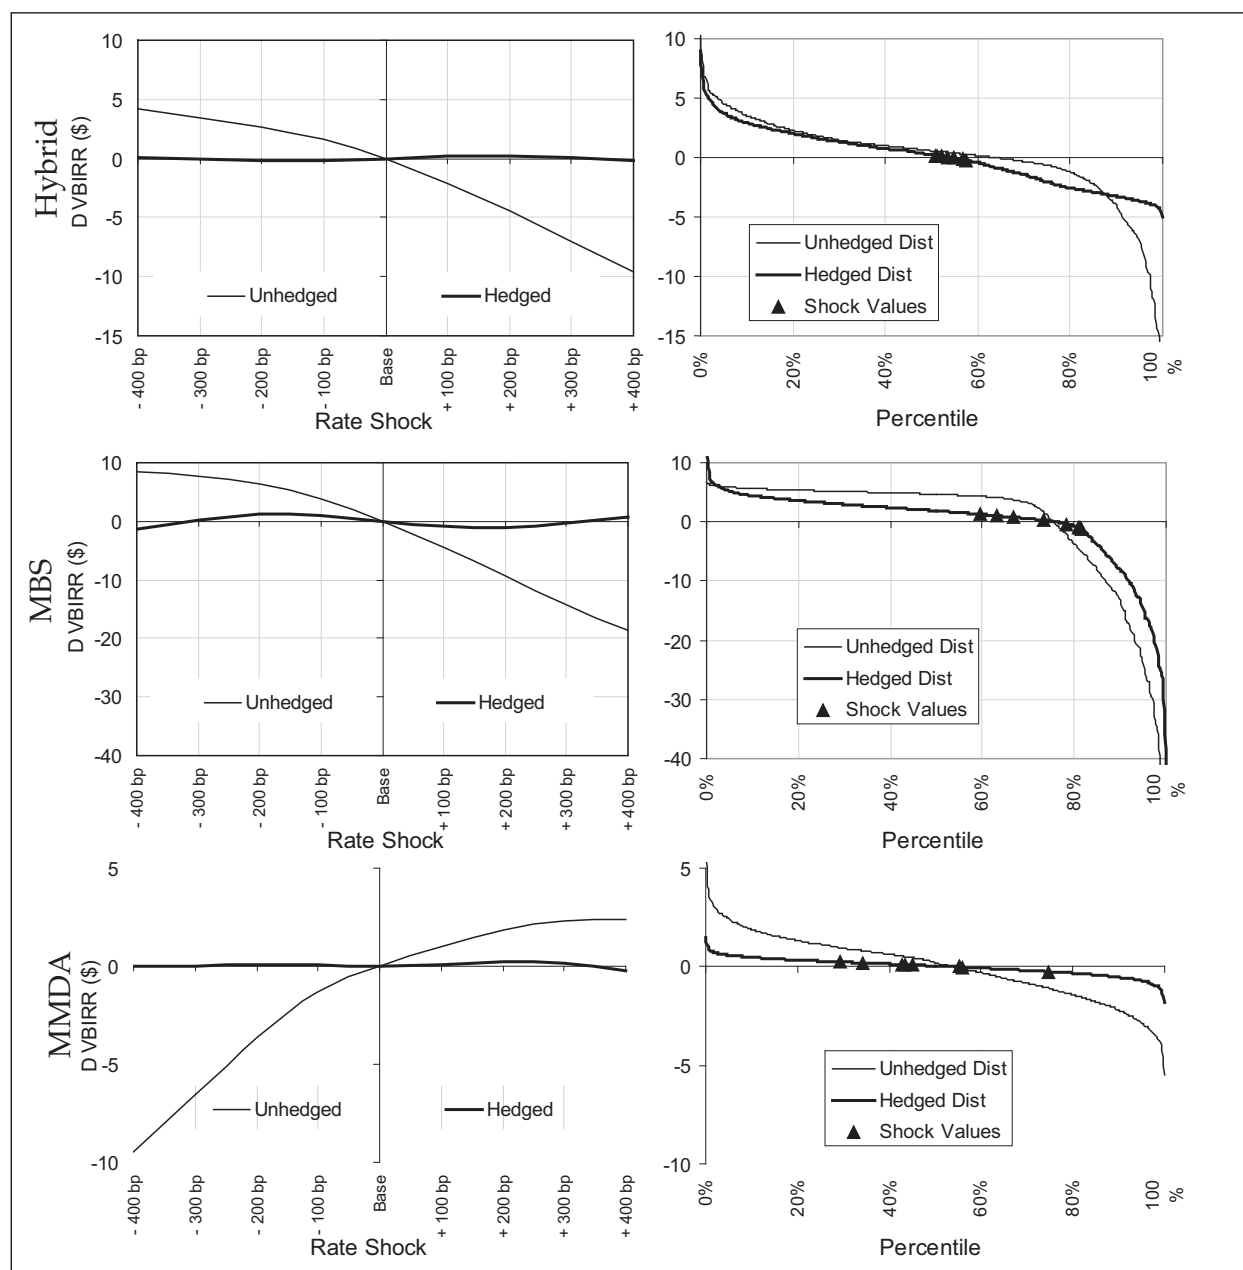 Hybrid
D VBIRR ($)
10
5
0
-5
-10
-15
Unhedged
Hedged
- 400 bp
- 300 bp
- 200 bp
- 100 bp
Base
+ 100 bp
+ 200 bp
+ 300 bp
+ 400 bp
Rate Shock
10
5
0
-5
-10
-15
Unhedged Dist
Hedged Dist
Shock Values
0%
20%
40%
60%
80%
100
%
Percentile
MBS
D VBIRR ($)
10
0
-10
-20
-30
-40
Unhedged
Hedged
- 400 bp
- 300 bp
- 200 bp
- 100 bp
Base
+ 100 bp
+ 200 bp
+ 300 bp
+ 400 bp
Rate Shock
10
0
-10
-20
-30
-40
Unhedged Dist
Hedged Dist
Shock Values
0%
20%
40%
60%
80%
100
%
Percentile
MMDA
D VBIRR ($)
5
0
-5
-10
Unhedged
Hedged
- 400 bp
- 300 bp
- 200 bp
- 100 bp
Base
+ 100 bp
+ 200 bp
+ 300 bp
+ 400 bp
Rate Shock
5
0
-5
-10
Unhedged Dist
Hedged Dist
Shock Values
0%
20%
40%
60%
80%
100
%
Percentile